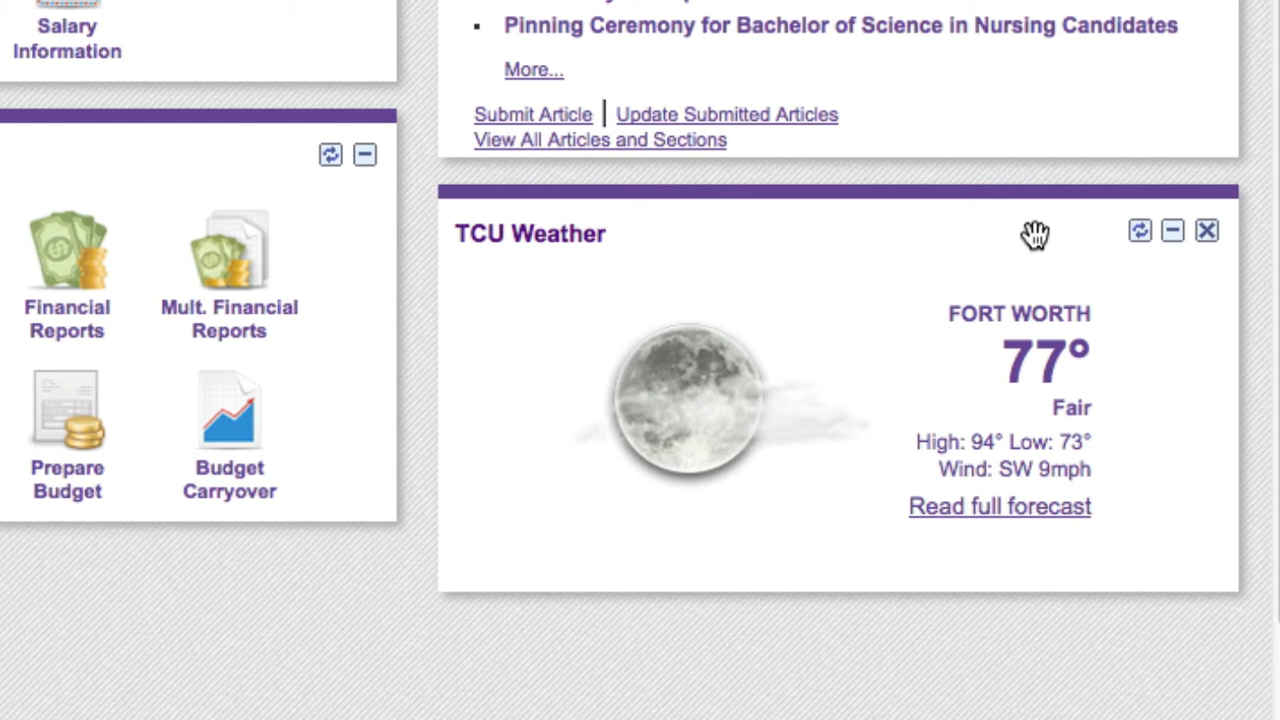 Salary
Information
Pinning Ceremony for Bachelor of Science in Nursing Candidates
More...
Submit Article | Update Submitted Articles
View All Articles and Sections
Financial
Reports
Mult. Financial
Reports
Prepare
Budget
Budget
Carryover
TCU Weather
FORT WORTH
77°
Fair
High: 94° Low: 73°
Wind: SW 9mph
Read full forecast